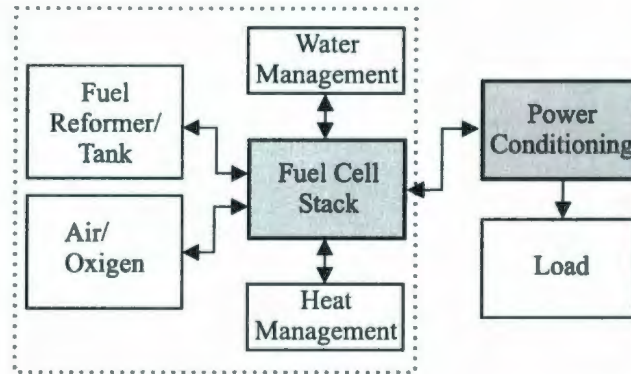 Water
Management
Fuel
Reformer/
Tank
Power
Conditioning
Fuel Cell
Stack
Air/
Oxigen
Load
Heat
Management